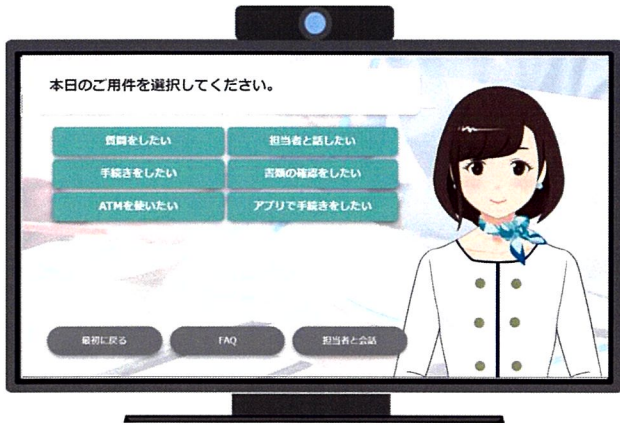 本日のご用件を選択してください。
質問をしたい
担当者と話したい
手続きをしたい
書類の確認をしたい
ATMを使いたい
アプリで手続きをしたい
最初に戻る
FAQ
担当者と会話